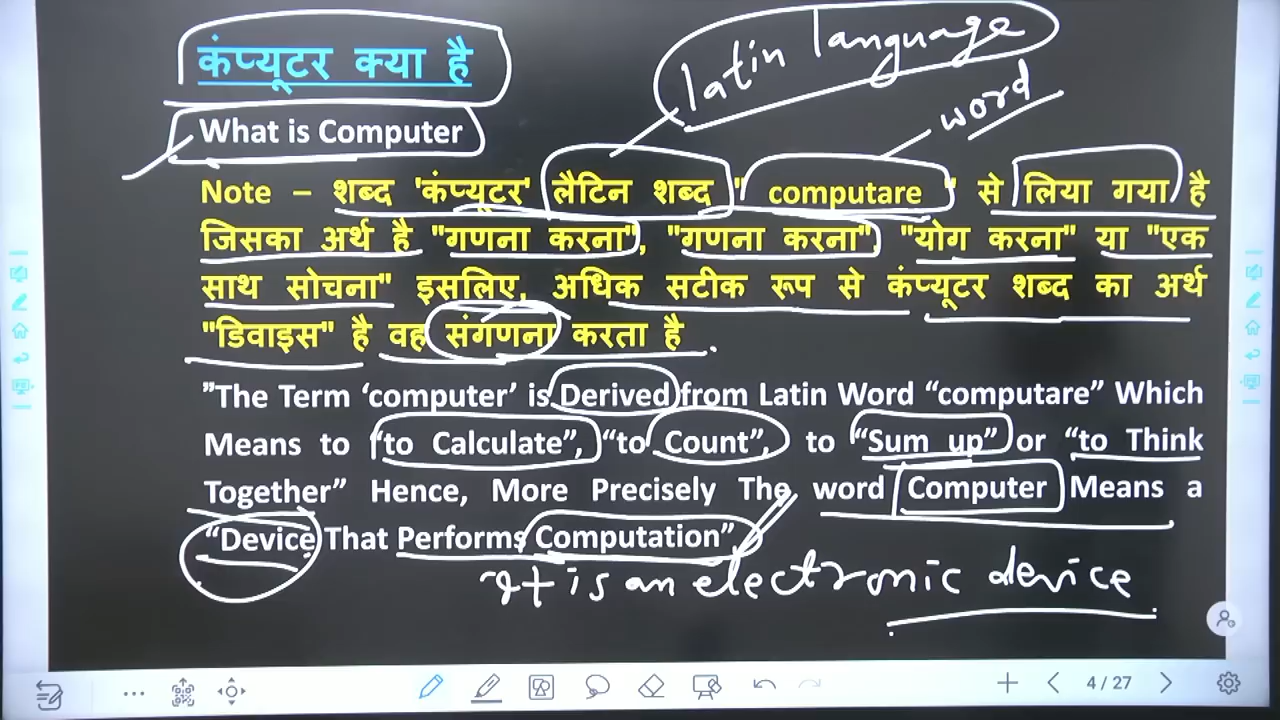 latin language
कंप्यूटर क्या है
word
What is Computer
Note – शब्द 'कंप्यूटर' लैटिन शब्द " computare " से लिया गया है
जिसका अर्थ है "गणना करना", "गणना करना", "योग करना" या "एक
साथ सोचना" इसलिए, अधिक सटीक रूप से कंप्यूटर शब्द का अर्थ
"डिवाइस" है वह संगणना करता है
”The Term ‘computer’ is Derived from Latin Word “computare” Which
Means to “to Calculate”, “to Count”, to “Sum up” or “to Think
Together” Hence, More Precisely The word Computer Means a
“Device That Performs Computation”
It is an electronic device
4 / 27